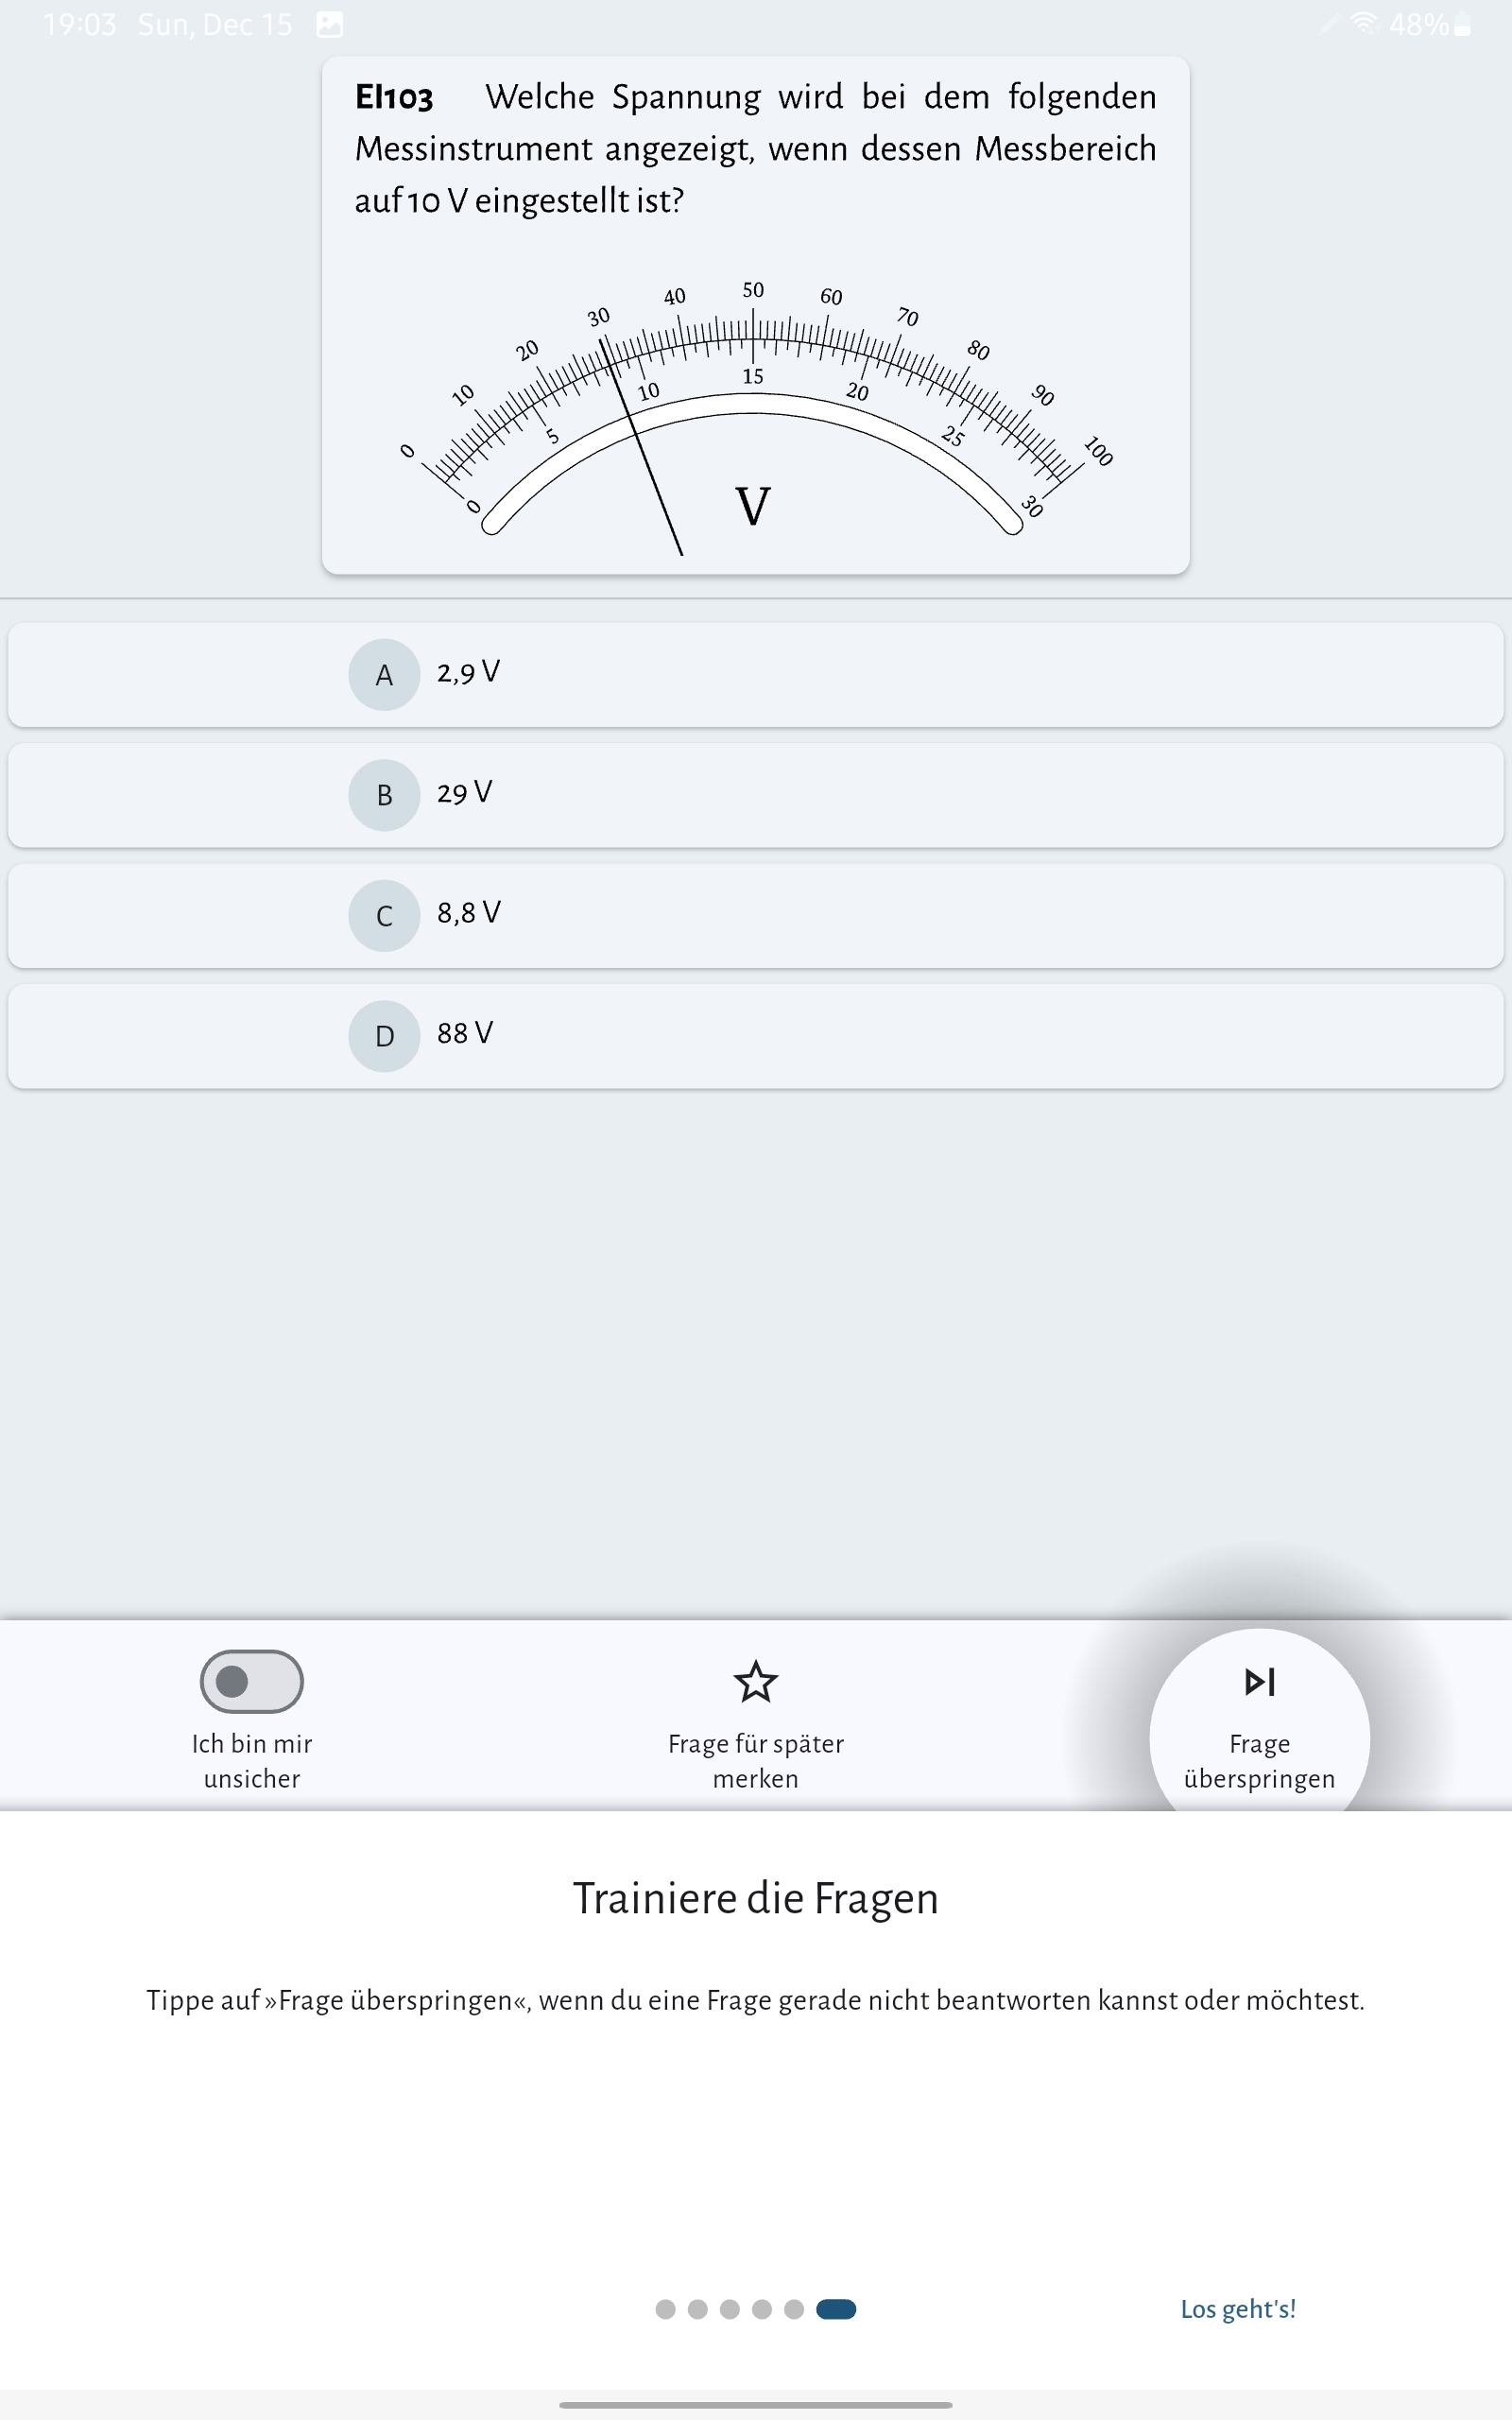 19:03 Sun, Dec 15 48%
EI103 Welche Spannung wird bei dem folgenden
Messinstrument angezeigt, wenn dessen Messbereich
auf 10 V eingestellt ist?
0 10 20 30 40 50 60 70 80 90 100
0 5 10 15 20 25 30
V
A 2,9 V
B 29 V
C 8,8 V
D 88 V
Ich bin mir
unsicher
Frage für später
merken
Frage
überspringen
Trainiere die Fragen
Tippe auf »Frage überspringen«, wenn du eine Frage gerade nicht beantworten kannst oder möchtest.
Los geht's!